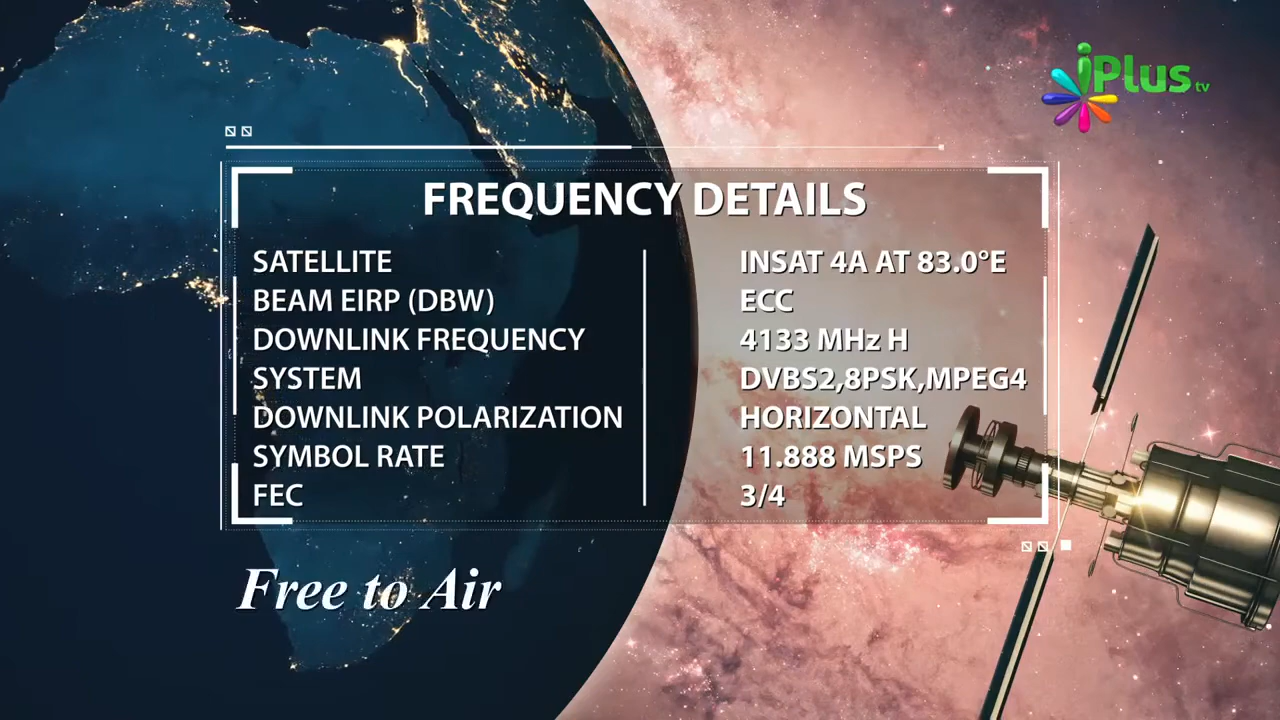 iPlus tv
FREQUENCY DETAILS
SATELLITE INSAT 4A AT 83.0°E
BEAM EIRP (DBW) ECC
DOWNLINK FREQUENCY 4133 MHz H
SYSTEM DVBS2,8PSK,MPEG4
DOWNLINK POLARIZATION HORIZONTAL
SYMBOL RATE 11.888 MSPS
FEC 3/4
Free to Air